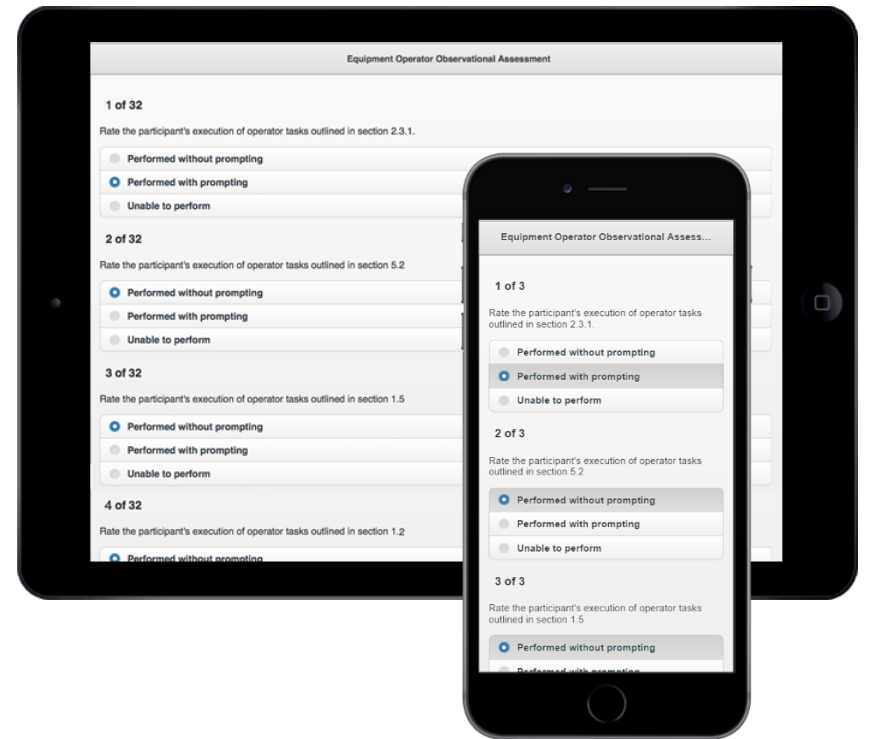 Equipment Operator Observational Assessment
1 of 32
Rate the participant's execution of operator tasks outlined in section 2.3.1.
Performed without prompting
Performed with prompting
Unable to perform
2 of 32
Rate the participant's execution of operator tasks outlined in section 5.2
Performed without prompting
Performed with prompting
Unable to perform
3 of 32
Rate the participant's execution of operator tasks outlined in section 1.5
Performed without prompting
Performed with prompting
Unable to perform
4 of 32
Rate the participant's execution of operator tasks outlined in section 1.2
Performed without prompting
Equipment Operator Observational Assess...
1 of 3
Rate the participant's execution of operator tasks
outlined in section 2.3.1.
Performed without prompting
Performed with prompting
Unable to perform
2 of 3
Rate the participant's execution of operator tasks
outlined in section 5.2
Performed without prompting
Performed with prompting
Unable to perform
3 of 3
Rate the participant's execution of operator tasks
outlined in section 1.5
Performed without prompting
Performed with prompting